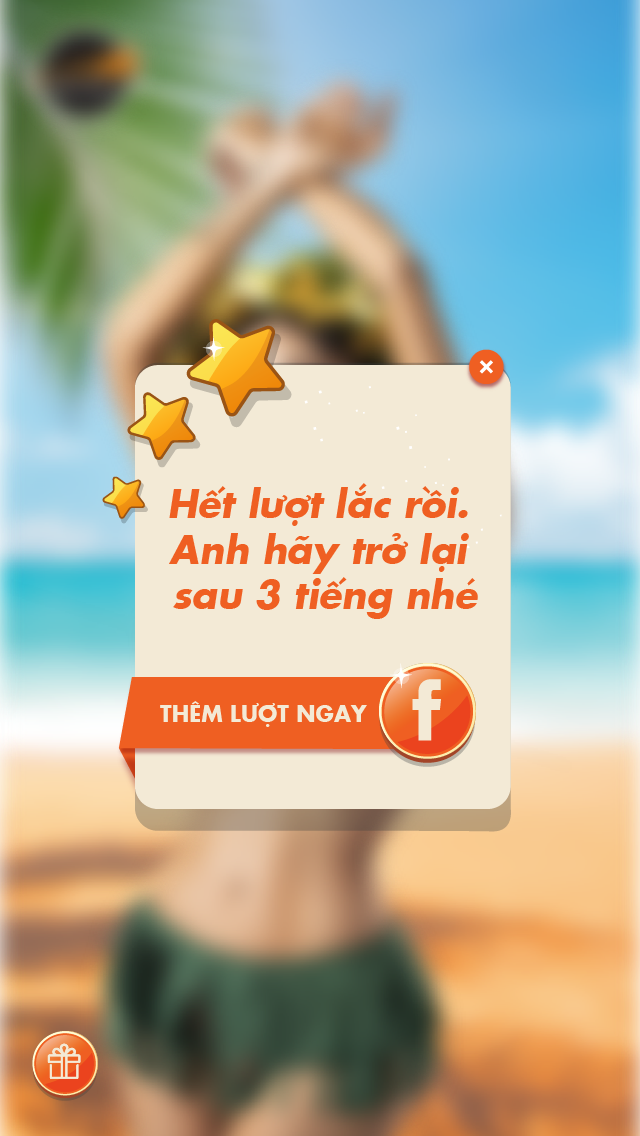 Hết lượt lắc rồi.
Anh hãy trở lại
sau 3 tiếng nhé
THÊM LƯỢT NGAY
f